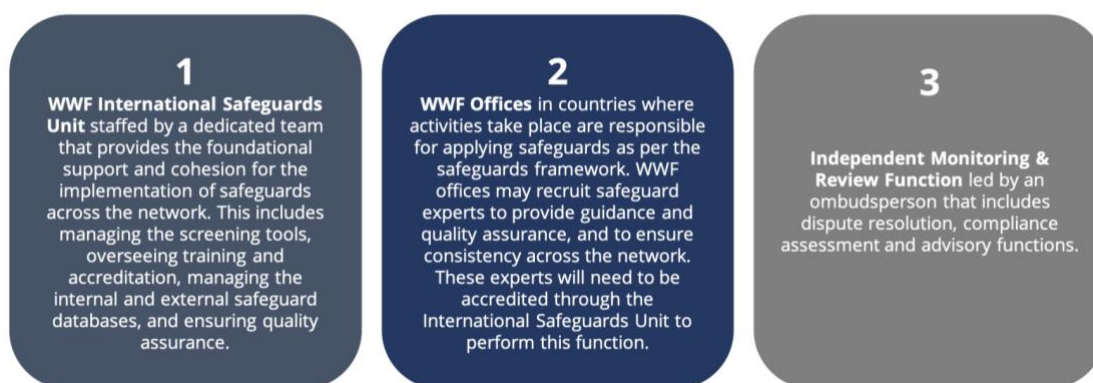 1
WWF International Safeguards
Unit staffed by a dedicated team
that provides the foundational
support and cohesion for the
implementation of safeguards
across the network. This includes
managing the screening tools,
overseeing training and
accreditation, managing the
internal and external safeguard
databases, and ensuring quality
assurance.
2
WWF Offices in countries where
activities take place are responsible
for applying safeguards as per the
safeguards framework. WWF
offices may recruit safeguard
experts to provide guidance and
quality assurance, and to ensure
consistency across the network.
These experts will need to be
accredited through the
International Safeguards Unit to
perform this function.
3
Independent Monitoring &
Review Function led by an
ombudsperson that includes
dispute resolution, compliance
assessment and advisory functions.